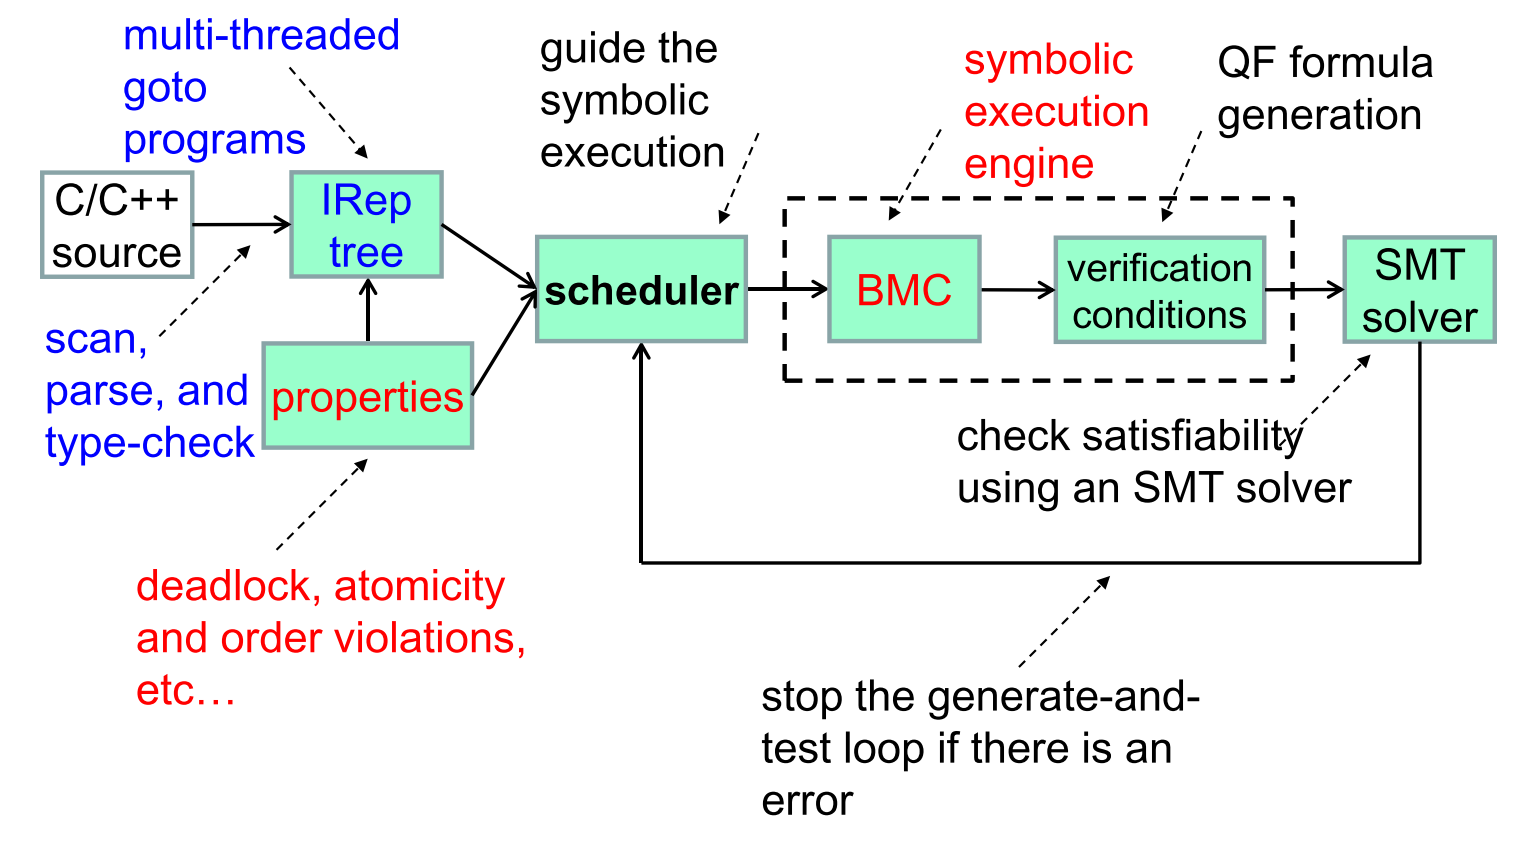 multi-threaded
goto
programs
guide the
symbolic
execution
symbolic
execution
engine
QF formula
generation
C/C++
source
IRep
tree
scheduler
BMC
verification
conditions
SMT
solver
scan,
parse, and
type-check
properties
check satisfiability
using an SMT solver
deadlock, atomicity
and order violations,
etc…
stop the generate-and-
test loop if there is an
error